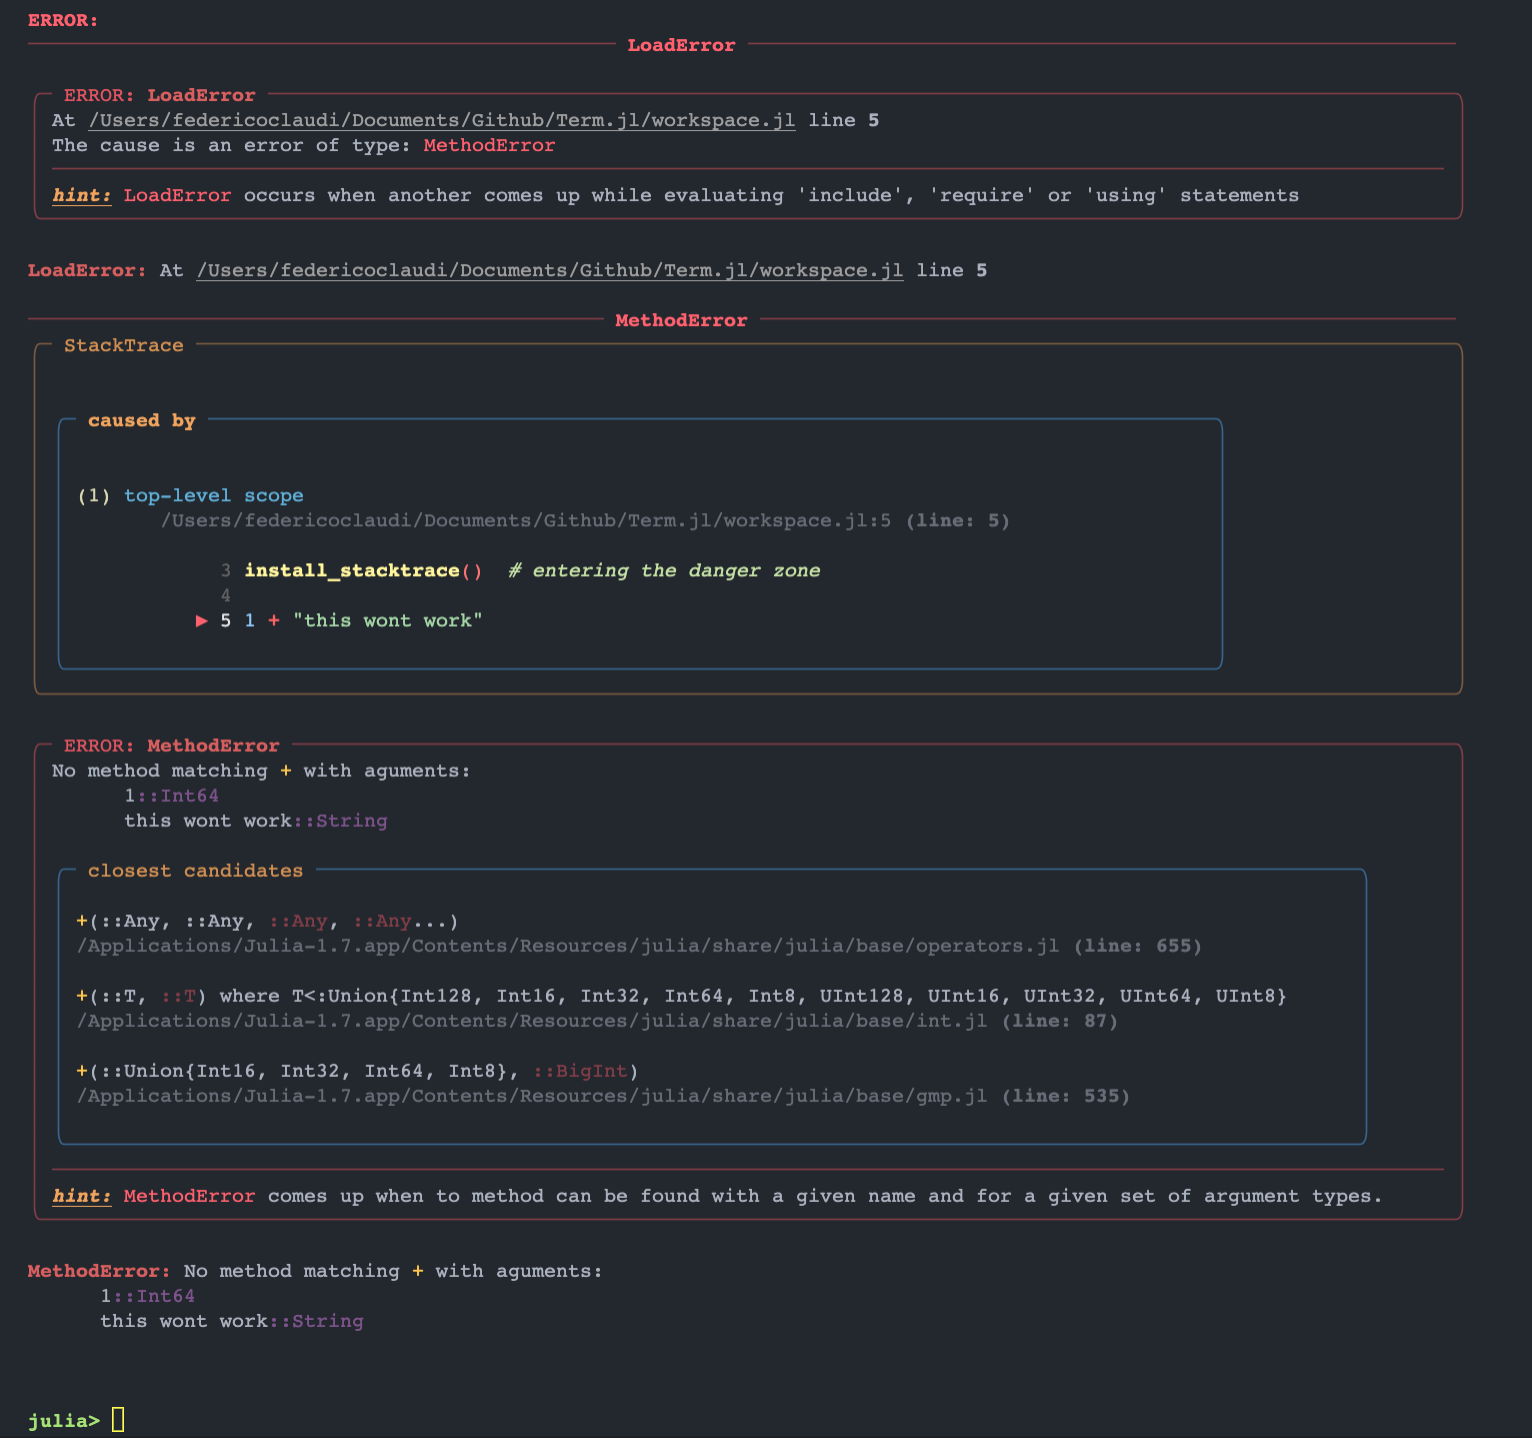 ERROR:
LoadError
ERROR: LoadError
At /Users/federicoclaudi/Documents/Github/Term.jl/workspace.jl line 5
The cause is an error of type: MethodError
hint: LoadError occurs when another comes up while evaluating 'include', 'require' or 'using' statements
LoadError: At /Users/federicoclaudi/Documents/Github/Term.jl/workspace.jl line 5
MethodError
StackTrace
caused by
(1) top-level scope
/Users/federicoclaudi/Documents/Github/Term.jl/workspace.jl:5 (line: 5)
3 install_stacktrace()  # entering the danger zone
4
▶ 5 1 + "this wont work"
ERROR: MethodError
No method matching + with aguments:
1::Int64
this wont work::String
closest candidates
+(::Any, ::Any, ::Any, ::Any...)
/Applications/Julia-1.7.app/Contents/Resources/julia/share/julia/base/operators.jl (line: 655)
+(::T, ::T) where T<:Union{Int128, Int16, Int32, Int64, Int8, UInt128, UInt16, UInt32, UInt64, UInt8}
/Applications/Julia-1.7.app/Contents/Resources/julia/share/julia/base/int.jl (line: 87)
+(::Union{Int16, Int32, Int64, Int8}, ::BigInt)
/Applications/Julia-1.7.app/Contents/Resources/julia/share/julia/base/gmp.jl (line: 535)
hint: MethodError comes up when to method can be found with a given name and for a given set of argument types.
MethodError: No method matching + with aguments:
1::Int64
this wont work::String
julia>